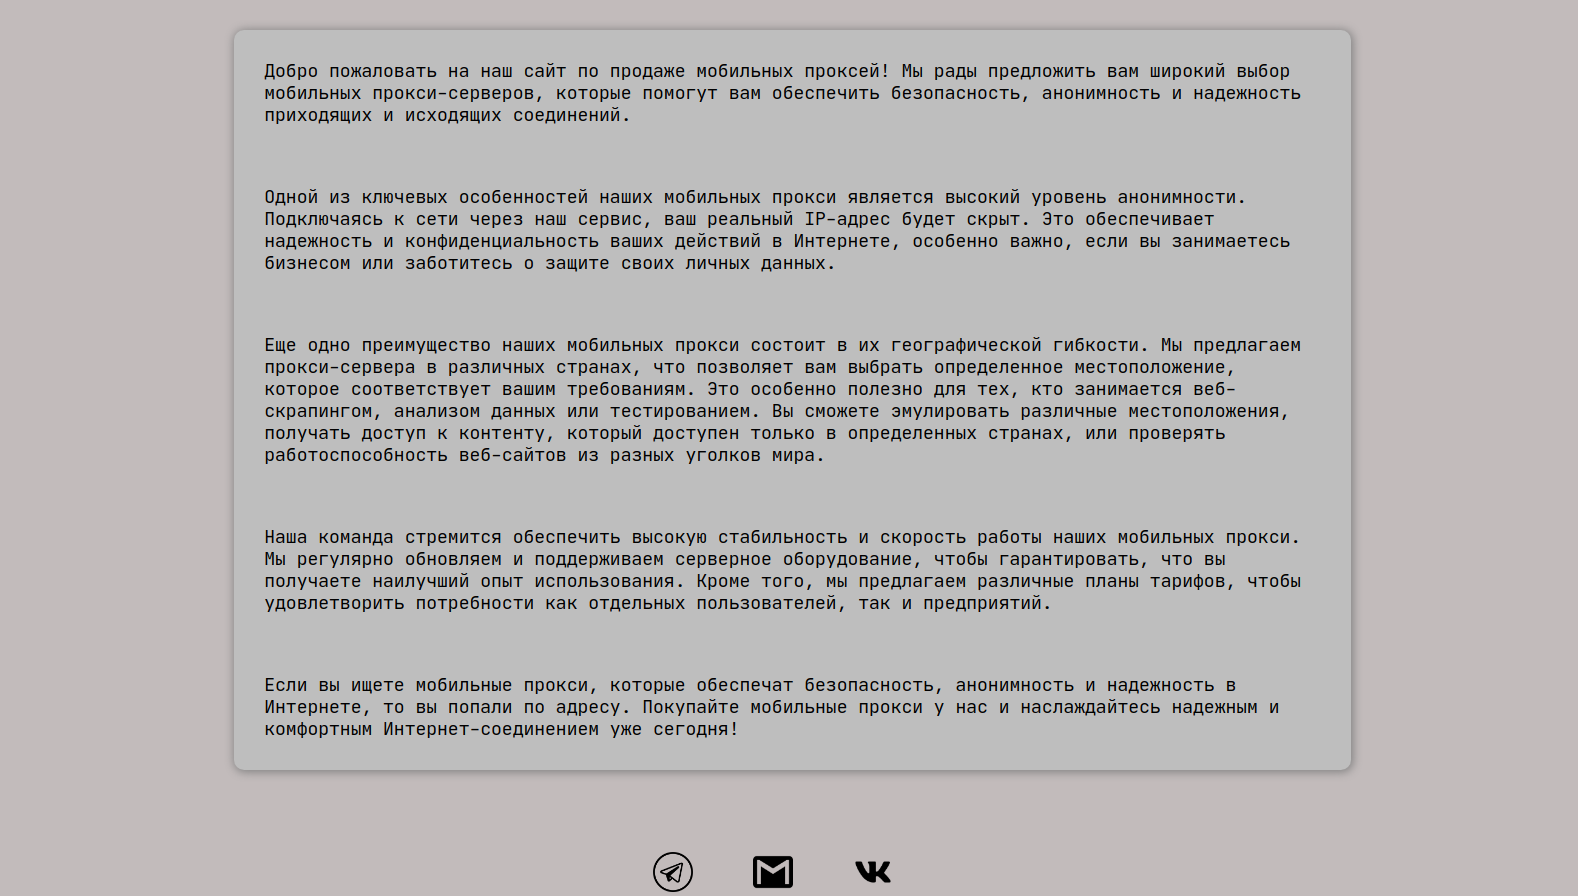 Добро пожаловать на наш сайт по продаже мобильных проксей! Мы рады предложить вам широкий выбор
мобильных прокси-серверов, которые помогут вам обеспечить безопасность, анонимность и надежность
приходящих и исходящих соединений.
Одной из ключевых особенностей наших мобильных прокси является высокий уровень анонимности.
Подключаясь к сети через наш сервис, ваш реальный IP-адрес будет скрыт. Это обеспечивает
надежность и конфиденциальность ваших действий в Интернете, особенно важно, если вы занимаетесь
бизнесом или заботитесь о защите своих личных данных.
Еще одно преимущество наших мобильных прокси состоит в их географической гибкости. Мы предлагаем
прокси-сервера в различных странах, что позволяет вам выбрать определенное местоположение,
которое соответствует вашим требованиям. Это особенно полезно для тех, кто занимается веб-
скрапингом, анализом данных или тестированием. Вы сможете эмулировать различные местоположения,
получать доступ к контенту, который доступен только в определенных странах, или проверять
работоспособность веб-сайтов из разных уголков мира.
Наша команда стремится обеспечить высокую стабильность и скорость работы наших мобильных прокси.
Мы регулярно обновляем и поддерживаем серверное оборудование, чтобы гарантировать, что вы
получаете наилучший опыт использования. Кроме того, мы предлагаем различные планы тарифов, чтобы
удовлетворить потребности как отдельных пользователей, так и предприятий.
Если вы ищете мобильные прокси, которые обеспечат безопасность, анонимность и надежность в
Интернете, то вы попали по адресу. Покупайте мобильные прокси у нас и наслаждайтесь надежным и
комфортным Интернет-соединением уже сегодня!